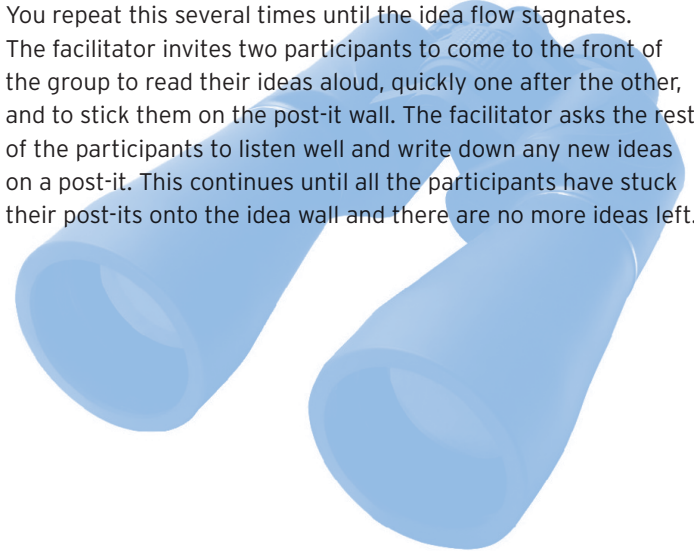 You repeat this several times until the idea flow stagnates.
The facilitator invites two participants to come to the front of
the group to read their ideas aloud, quickly one after the other,
and to stick them on the post-it wall. The facilitator asks the rest
of the participants to listen well and write down any new ideas
on a post-it. This continues until all the participants have stuck
their post-its onto the idea wall and there are no more ideas left.